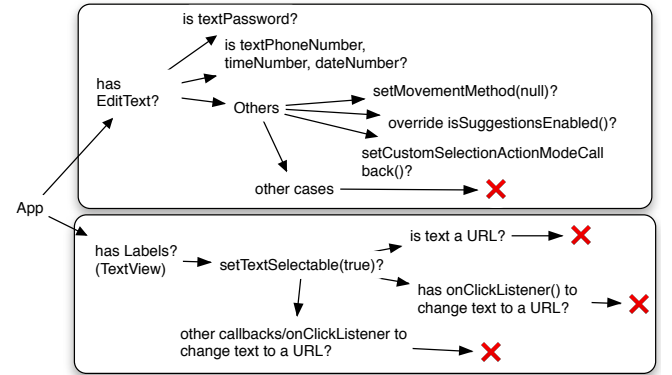 is textPassword?
is textPhoneNumber,
timeNumber, dateNumber?
has
EditText?
setMovementMethod(null)?
Others
override isSuggestionsEnabled()?
setCustomSelectionActionModeCall
back()?
other cases
App
is text a URL?
has Labels?
(TextView)
setTextSelectable(true)?
has onClickListener() to
change text to a URL?
other callbacks/onClickListener to
change text to a URL?